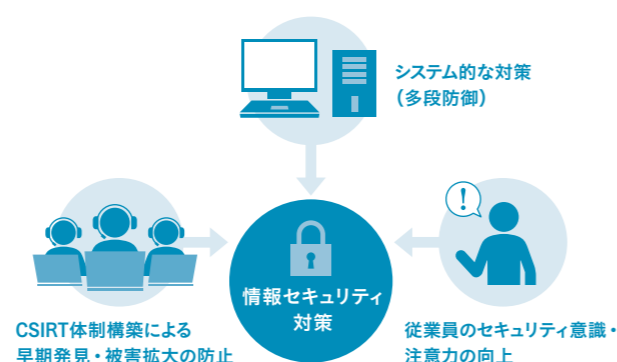 システム的な対策
（多段防御）
!
情報セキュリティ
対策
CSIRT体制構築による
早期発見・被害拡大の防止
従業員のセキュリティ意識・
注意力の向上